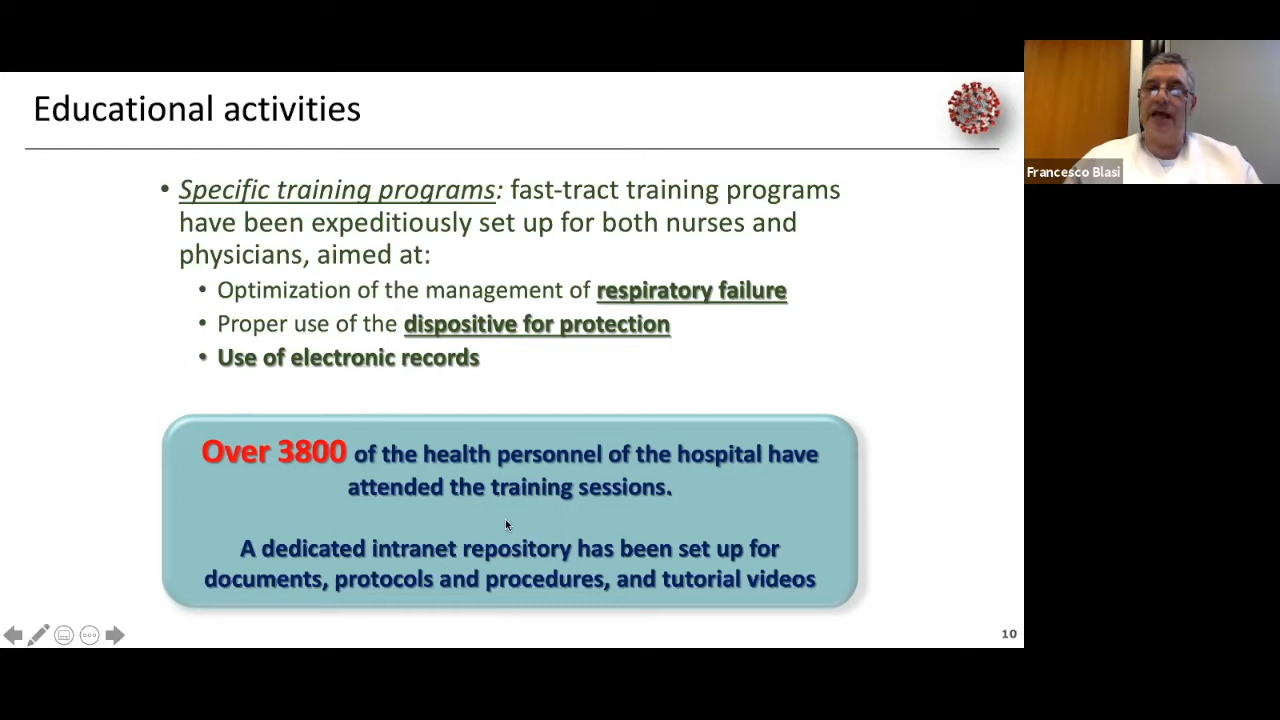 Educational activities
• Specific training programs: fast-tract training programs
have been expeditiously set up for both nurses and
physicians, aimed at:
• Optimization of the management of respiratory failure
• Proper use of the dispositive for protection
• Use of electronic records
Over 3800 of the health personnel of the hospital have
attended the training sessions.
A dedicated intranet repository has been set up for
documents, protocols and procedures, and tutorial videos
10
Francesco Blasi